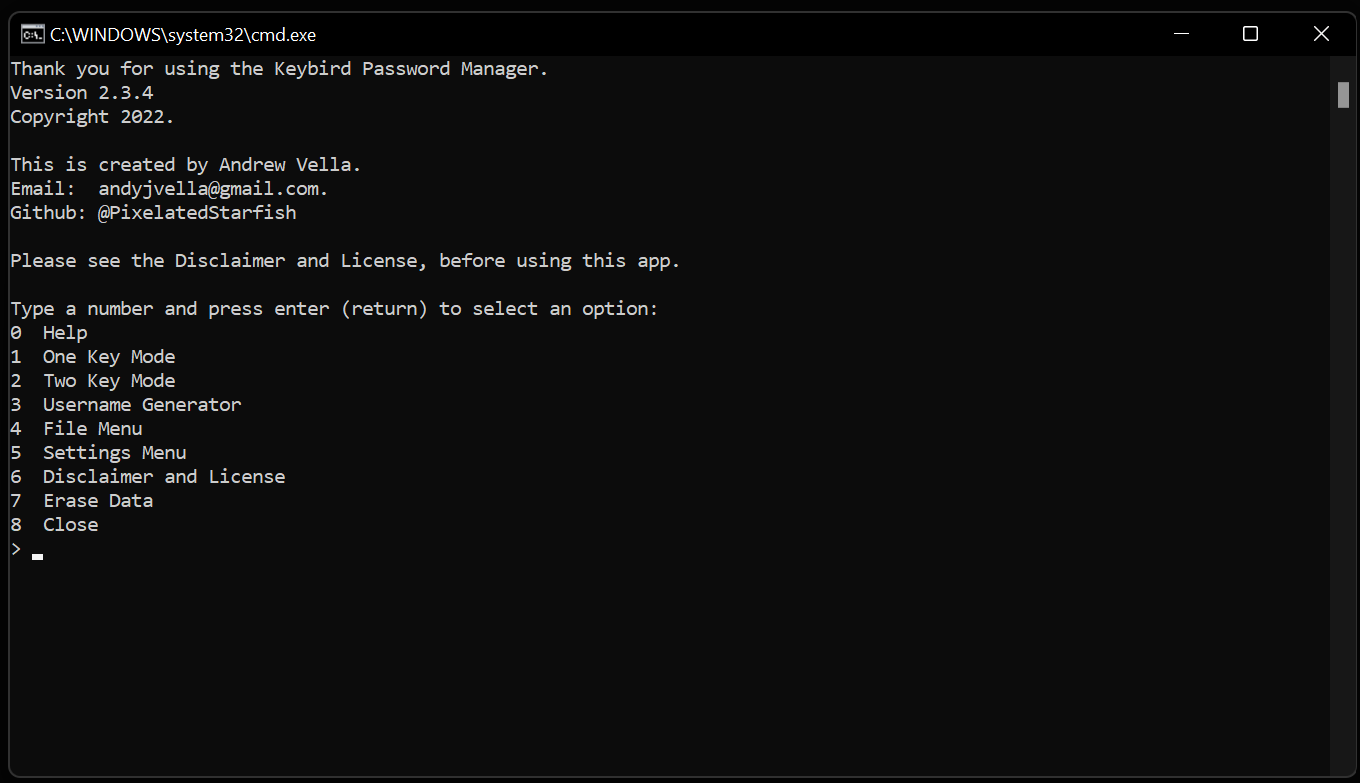 C:\WINDOWS\system32\cmd.exe
Thank you for using the Keybird Password Manager.
Version 2.3.4
Copyright 2022.
This is created by Andrew Vella.
Email:  andyjvella@gmail.com.
Github: @PixelatedStarfish
Please see the Disclaimer and License, before using this app.
Type a number and press enter (return) to select an option:
0  Help
1  One Key Mode
2  Two Key Mode
3  Username Generator
4  File Menu
5  Settings Menu
6  Disclaimer and License
7  Erase Data
8  Close
>